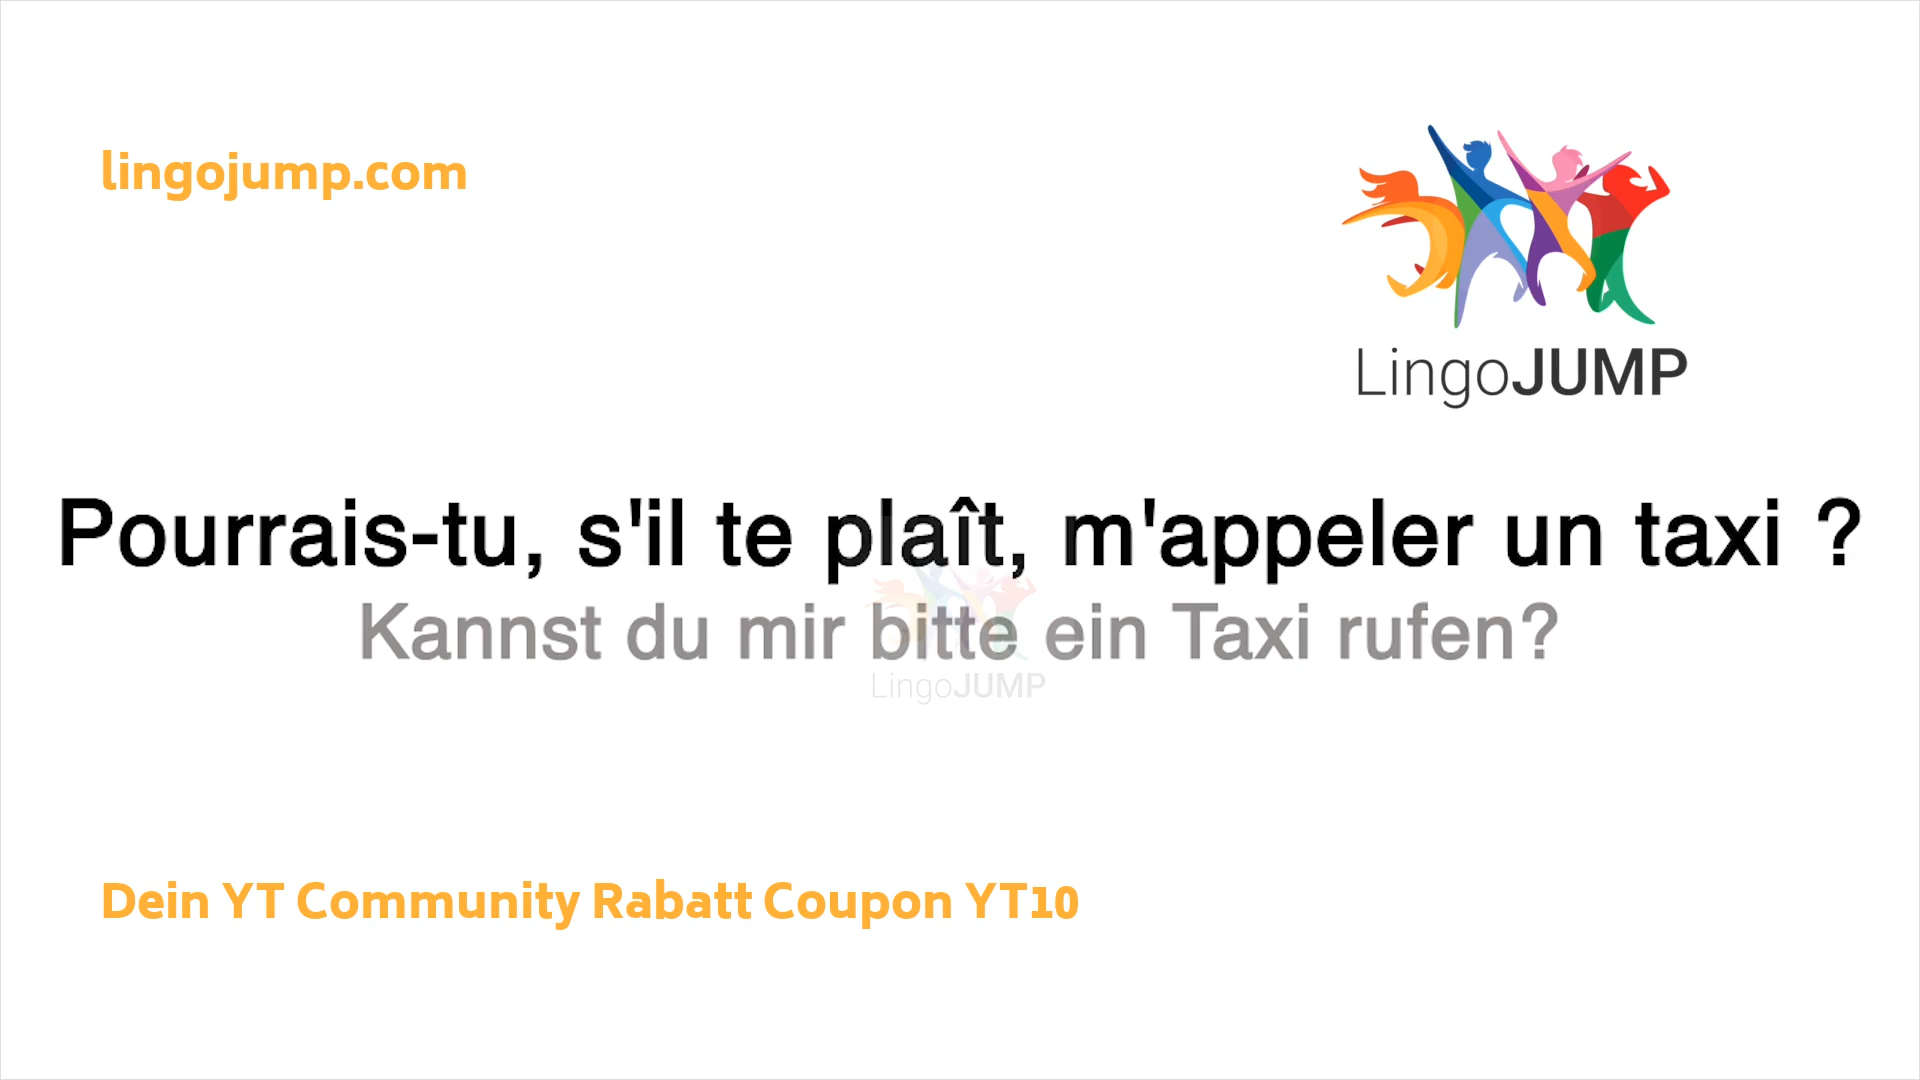 lingojump.com
LingoJUMP
Pourrais-tu, s'il te plaît, m'appeler un taxi ?
Kannst du mir bitte ein Taxi rufen?
LingoJUMP
Dein YT Community Rabatt Coupon YT10